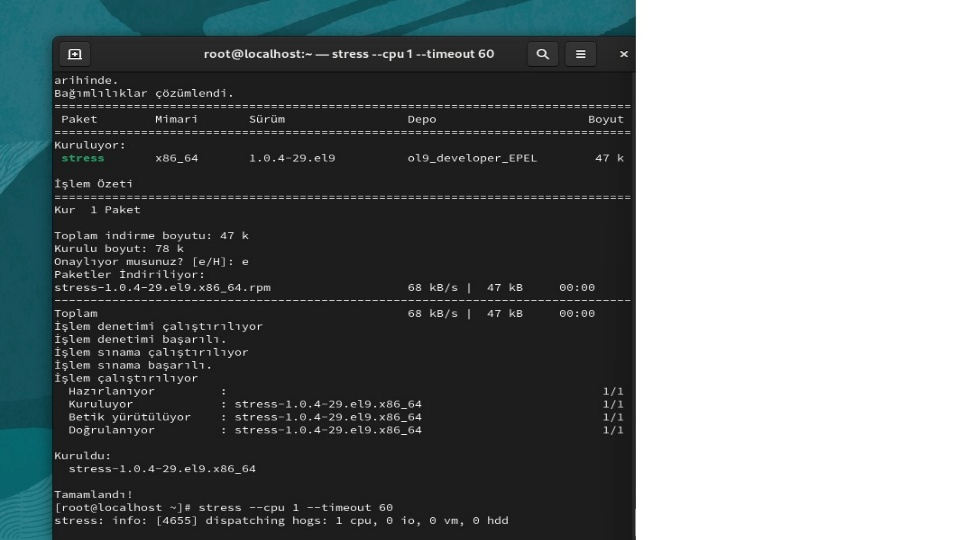 root@localhost:~ — stress --cpu 1 --timeout 60
arihinde.
Bağımlılıklar çözümlendi.
================================================================================
 Paket        Mimari       Sürüm                 Depo                     Boyut
================================================================================
Kuruluyor:
 stress       x86_64       1.0.4-29.el9          ol9_developer_EPEL        47 k

İşlem Özeti
================================================================================
Kur  1 Paket

Toplam indirme boyutu: 47 k
Kurulu boyut: 78 k
Onaylıyor musunuz? [e/H]: e
Paketler İndiriliyor:
stress-1.0.4-29.el9.x86_64.rpm                   68 kB/s |  47 kB     00:00
--------------------------------------------------------------------------------
Toplam                                           68 kB/s |  47 kB     00:00
İşlem denetimi çalıştırılıyor
İşlem denetimi başarılı.
İşlem sınama çalıştırılıyor
İşlem sınama başarılı.
İşlem çalıştırılıyor
  Hazırlanıyor         :                                                    1/1
  Kuruluyor            : stress-1.0.4-29.el9.x86_64                         1/1
  Betik yürütülüyor    : stress-1.0.4-29.el9.x86_64                         1/1
  Doğrulanıyor         : stress-1.0.4-29.el9.x86_64                         1/1

Kuruldu:
  stress-1.0.4-29.el9.x86_64

Tamamlandı!
[root@localhost ~]# stress --cpu 1 --timeout 60
stress: info: [4655] dispatching hogs: 1 cpu, 0 io, 0 vm, 0 hdd